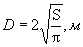 D = 2√(S/π), м